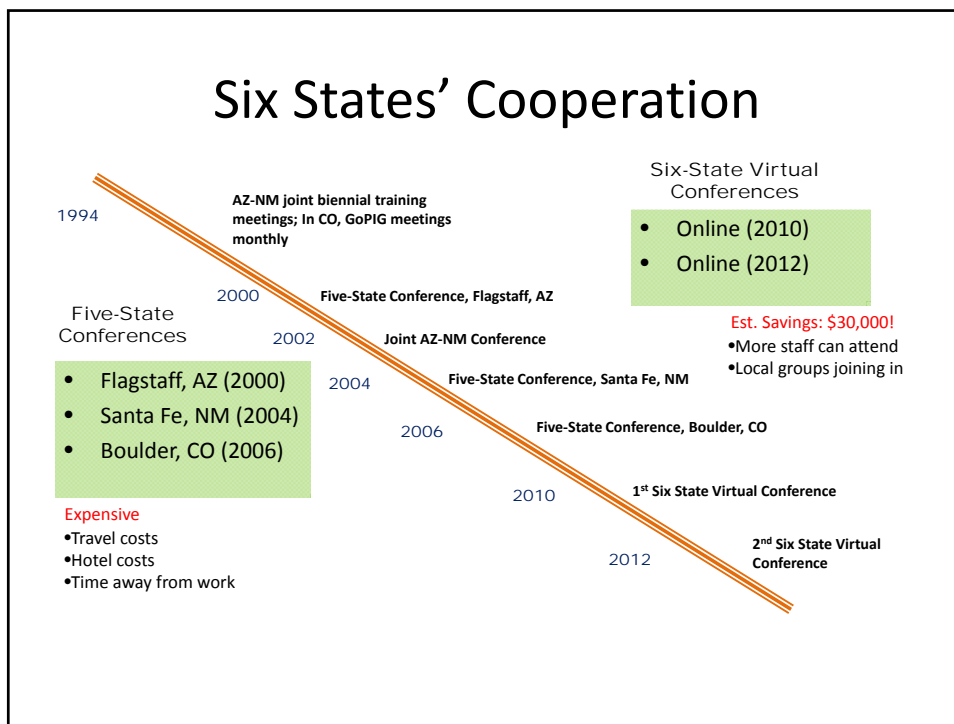 Six States’ Cooperation
1994
AZ-NM joint biennial training
meetings; In CO, GoPIG meetings
monthly
2000
Five-State Conference, Flagstaff, AZ
2002
Joint AZ-NM Conference
2004
Five-State Conference, Santa Fe, NM
2006
Five-State Conference, Boulder, CO
2010
1st Six State Virtual Conference
2012
2nd Six State Virtual
Conference
Five-State
Conferences
• Flagstaff, AZ (2000)
• Santa Fe, NM (2004)
• Boulder, CO (2006)
Expensive
•Travel costs
•Hotel costs
•Time away from work
Six-State Virtual
Conferences
• Online (2010)
• Online (2012)
Est. Savings: $30,000!
•More staff can attend
•Local groups joining in